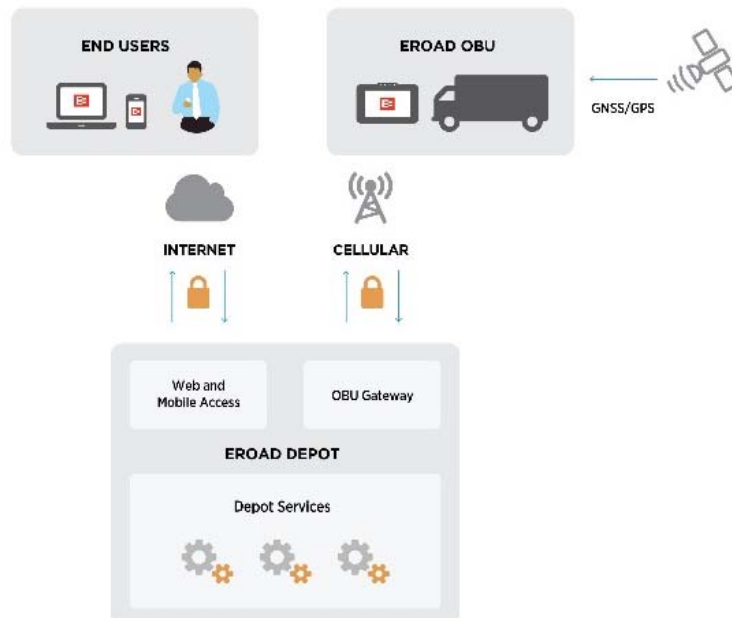 END USERS
EROAD OBU
GNSS/GPS
INTERNET
CELLULAR
Web and
Mobile Access
OBU Gateway
EROAD DEPOT
Depot Services